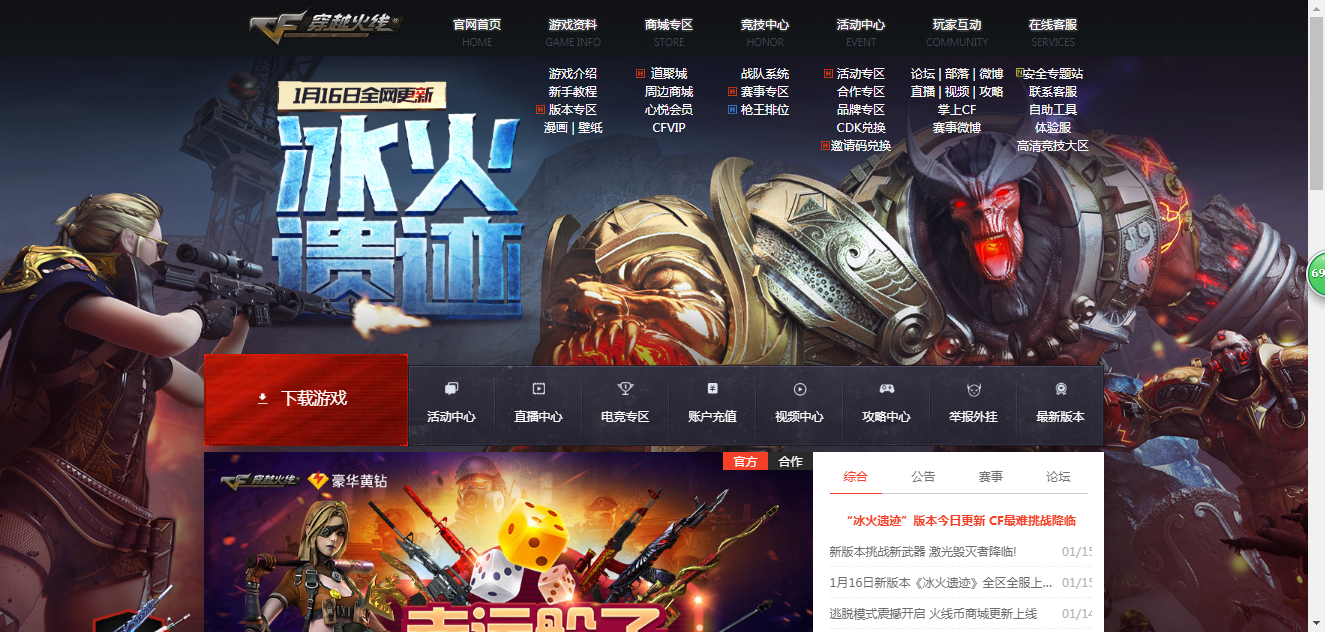 穿越火线
官网首页 游戏资料 商城专区 竞技中心 活动中心 玩家互动 在线客服
HOME GAME INFO STORE HONOR EVENT COMMUNITY SERVICES
游戏介绍 道聚城 战队系统 活动专区 论坛 | 部落 | 微博 安全专题站
新手教程 周边商城 赛事专区 合作专区 直播 | 视频 | 攻略 联系客服
版本专区 心悦会员 枪王排位 品牌专区 掌上CF 自助工具
漫画 | 壁纸 CFVIP CDK兑换 赛事微博 体验服
邀请码兑换 高清竞技大区
1月16日全网更新
冰火
遗迹
69
下载游戏
活动中心 直播中心 电竞专区 账户充值 视频中心 攻略中心 举报外挂 最新版本
官方 合作
穿越火线 豪华黄钻
幸运骰子
综合 公告 赛事 论坛
“冰火遗迹”版本今日更新 CF最难挑战降临
新版本挑战新武器 激光毁灭者降临! 01/15
1月16日新版本《冰火遗迹》全区全服上... 01/15
逃脱模式震撼开启 火线币商城更新上线 01/14